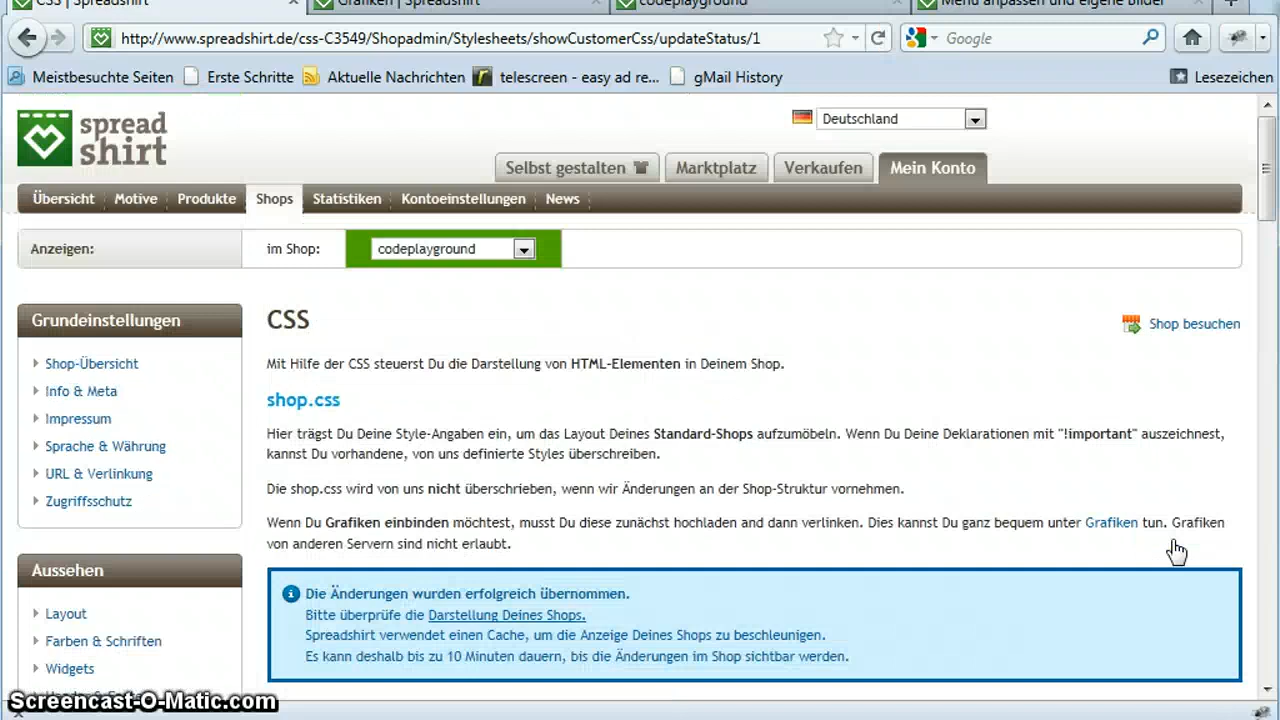 CSS | Spreadshirt
Grafiken | Spreadshirt
codeplayground
Menü anpassen und eigene Bilder
http://www.spreadshirt.de/css-C3549/Shopadmin/Stylesheets/showCustomerCss/updateStatus/1
Google
Meistbesuchte Seiten
Erste Schritte
Aktuelle Nachrichten
telescreen - easy ad re...
gMail History
Lesezeichen
spread
shirt
Deutschland
Selbst gestalten
Marktplatz
Verkaufen
Mein Konto
Übersicht
Motive
Produkte
Shops
Statistiken
Kontoeinstellungen
News
Anzeigen:
im Shop:
codeplayground
Grundeinstellungen
Shop-Übersicht
Info & Meta
Impressum
Sprache & Währung
URL & Verlinkung
Zugriffsschutz
Aussehen
Layout
Farben & Schriften
Widgets
CSS
Shop besuchen
Mit Hilfe der CSS steuerst Du die Darstellung von HTML-Elementen in Deinem Shop.
shop.css
Hier trägst Du Deine Style-Angaben ein, um das Layout Deines Standard-Shops aufzumöbeln. Wenn Du Deine Deklarationen mit "!important" auszeichnest,
kannst Du vorhandene, von uns definierte Styles überschreiben.
Die shop.css wird von uns nicht überschrieben, wenn wir Änderungen an der Shop-Struktur vornehmen.
Wenn Du Grafiken einbinden möchtest, musst Du diese zunächst hochladen und dann verlinken. Dies kannst Du ganz bequem unter Grafiken tun. Grafiken
von anderen Servern sind nicht erlaubt.
Die Änderungen wurden erfolgreich übernommen.
Bitte überprüfe die Darstellung Deines Shops.
Spreadshirt verwendet einen Cache, um die Anzeige Deines Shops zu beschleunigen.
Es kann deshalb bis zu 10 Minuten dauern, bis die Änderungen im Shop sichtbar werden.
Screencast-O-Matic.com